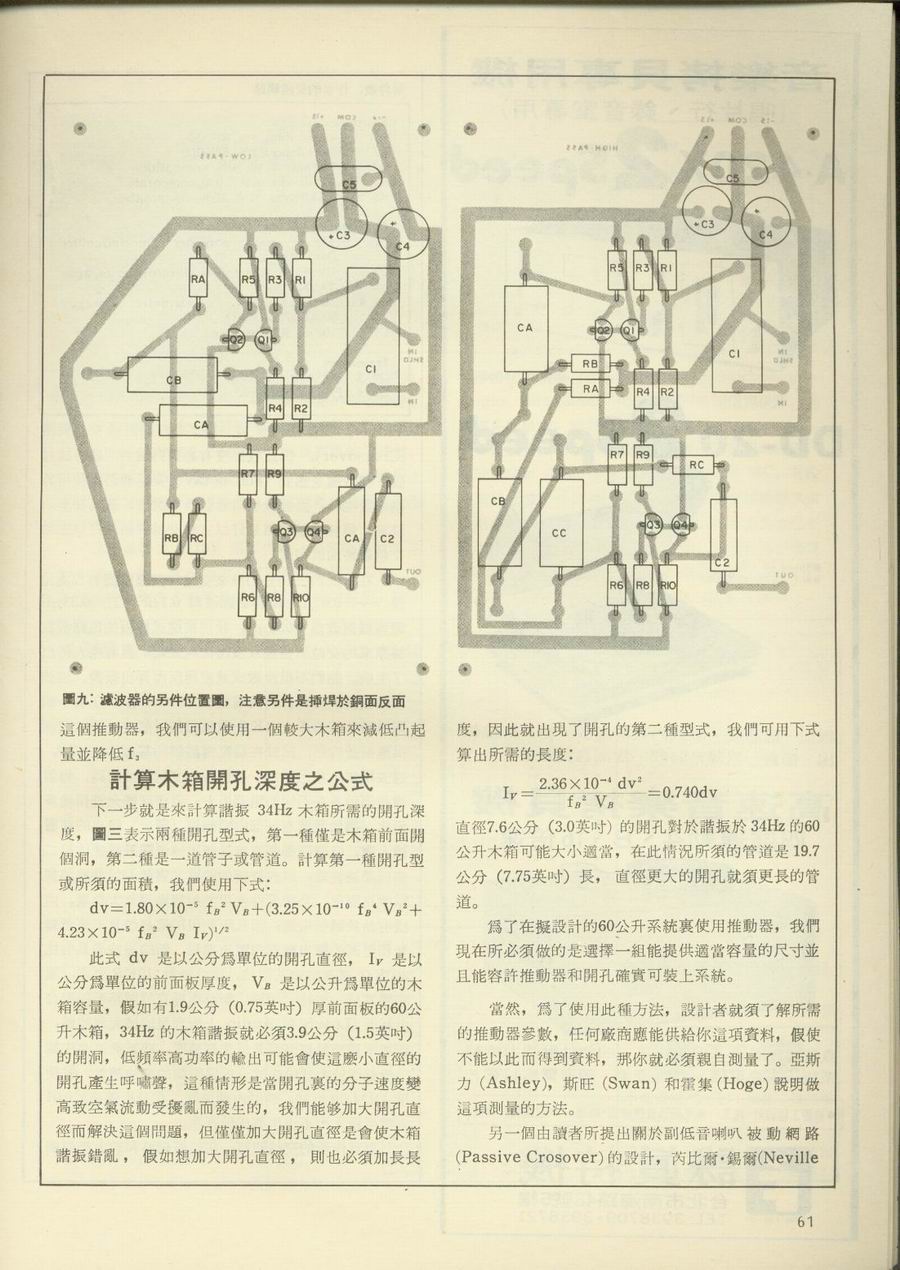 +15 COM -15
LOW-PASS
C5
C3
C4
RA
R5
R3
R1
Q2
Q1
C1
CB
R4
R2
CA
IN
SHLD
IN
R7
R9
RB
RC
Q3
Q4
CA
C2
OUT
R6
R8
R10
+15 COM -15
HIGH-PASS
C5
C3
C4
R5
R3
R1
CA
Q2
Q1
C1
RB
RA
R4
R2
IN
SHLD
IN
R7
R9
RC
CB
CC
Q3
Q4
C2
OUT
R6
R8
R10
圖九：濾波器的另件位置圖，注意另件是揷焊於銅面反面
這個推動器，我們可以使用一個較大木箱來減低凸起
量並降低 f₃
計算木箱開孔深度之公式
下一步就是來計算諧振 34Hz 木箱所需的開孔深
度，圖三表示兩種開孔型式，第一種僅是木箱前面開
個洞，第二種是一道管子或管道。計算第一種開孔型
或所須的面積，我們使用下式：
dv=1.80×10⁻⁵ f_B² V_B+(3.25×10⁻¹⁰ f_B⁴ V_B²+
4.23×10⁻⁵ f_B² V_B I_V)^1/2
此式 dv 是以公分爲單位的開孔直徑， I_V 是以
公分爲單位的前面板厚度， V_B 是以公升爲單位的木
箱容量，假如有1.9公分（0.75英吋）厚前面板的60公
升木箱，34Hz 的木箱諧振就必須3.9公分（1.5英吋）
的開洞，低頻率高功率的輸出可能會使這麽小直徑的
開孔產生呼嘯聲，這種情形是當開孔裏的分子速度變
高致空氣流動受擾亂而發生的，我們能够加大開孔直
徑而解決這個問題，但僅僅加大開孔直徑是會使木箱
諧振錯亂，假如想加大開孔直徑，則也必須加長長
度，因此就出現了開孔的第二種型式，我們可用下式
算出所需的長度：
I_V = 2.36×10⁻⁴ dv² / f_B² V_B =0.740dv
直徑7.6公分（3.0英吋）的開孔對於諧振於 34Hz 的60
公升木箱可能大小適當，在此情況所須的管道是 19.7
公分（7.75英吋）長，直徑更大的開孔就須更長的管
道。
爲了在擬設計的60公升系統裏使用推動器，我們
現在所必須做的是選擇一組能提供適當容量的尺寸並
且能容許推動器和開孔確實可裝上系統。
當然，爲了使用此種方法，設計者就須了解所需
的推動器參數，任何廠商應能供給你這項資料，假使
不能以此而得到資料，那你就必須親自測量了。亞斯
力 (Ashley)，斯旺 (Swan) 和霍集 (Hoge) 説明做
這項測量的方法。
另一個由讀者所提出關於副低音喇叭被動網路
(Passive Crosover) 的設計，芮比爾·錫爾(Neville
61